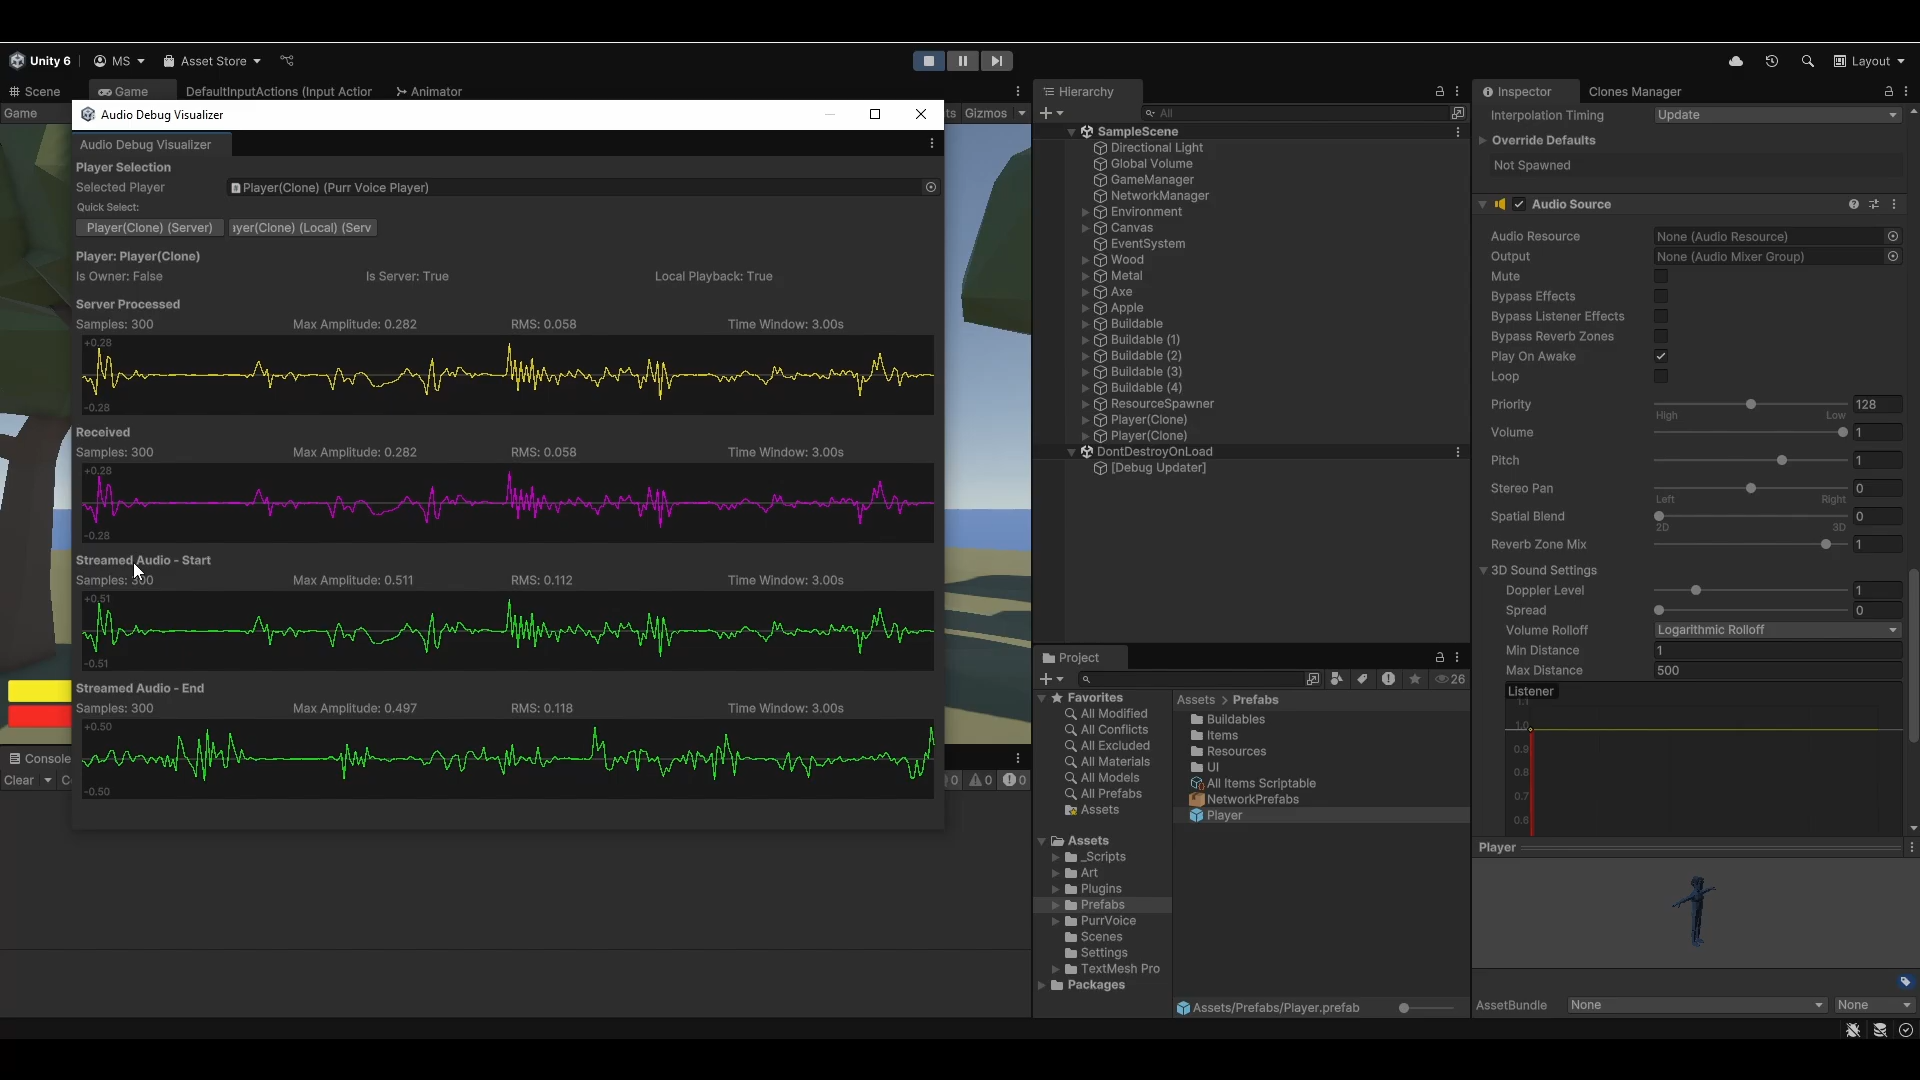 Unity 6
MS
Asset Store
Layout
Scene
Game
DefaultInputActions (Input Action
Animator
Game
Gizmos
Audio Debug Visualizer
Audio Debug Visualizer
Player Selection
Selected Player
Player(Clone) (Purr Voice Player)
Quick Select:
Player(Clone) (Server)
yer(Clone) (Local) (Serv
Player: Player(Clone)
Is Owner: False
Is Server: True
Local Playback: True
Server Processed
Samples: 300
Max Amplitude: 0.282
RMS: 0.058
Time Window: 3.00s
+0.28
-0.28
Received
Samples: 300
Max Amplitude: 0.282
RMS: 0.058
Time Window: 3.00s
+0.28
-0.28
Streamed Audio - Start
Samples: 300
Max Amplitude: 0.511
RMS: 0.112
Time Window: 3.00s
+0.51
-0.51
Streamed Audio - End
Samples: 300
Max Amplitude: 0.497
RMS: 0.118
Time Window: 3.00s
+0.50
-0.50
Console
Clear
0
0
0
Hierarchy
All
SampleScene
Directional Light
Global Volume
GameManager
NetworkManager
Environment
Canvas
EventSystem
Wood
Metal
Axe
Apple
Buildable
Buildable (1)
Buildable (2)
Buildable (3)
Buildable (4)
ResourceSpawner
Player(Clone)
Player(Clone)
DontDestroyOnLoad
[Debug Updater]
Project
26
Favorites
All Modified
All Conflicts
All Excluded
All Materials
All Models
All Prefabs
Assets
Assets
_Scripts
Art
Plugins
Prefabs
PurrVoice
Scenes
Settings
TextMesh Pro
Packages
Assets > Prefabs
Buildables
Items
Resources
UI
All Items Scriptable
NetworkPrefabs
Player
Assets/Prefabs/Player.prefab
Inspector
Clones Manager
Interpolation Timing
Update
Override Defaults
Not Spawned
Audio Source
Audio Resource
None (Audio Resource)
Output
None (Audio Mixer Group)
Mute
Bypass Effects
Bypass Listener Effects
Bypass Reverb Zones
Play On Awake
Loop
Priority
128
High
Low
Volume
1
Pitch
1
Stereo Pan
0
Left
Right
Spatial Blend
0
2D
3D
Reverb Zone Mix
1
3D Sound Settings
Doppler Level
1
Spread
0
Volume Rolloff
Logarithmic Rolloff
Min Distance
1
Max Distance
500
Listener
1.1
1.0
0.9
0.8
0.7
0.6
Player
AssetBundle
None
None